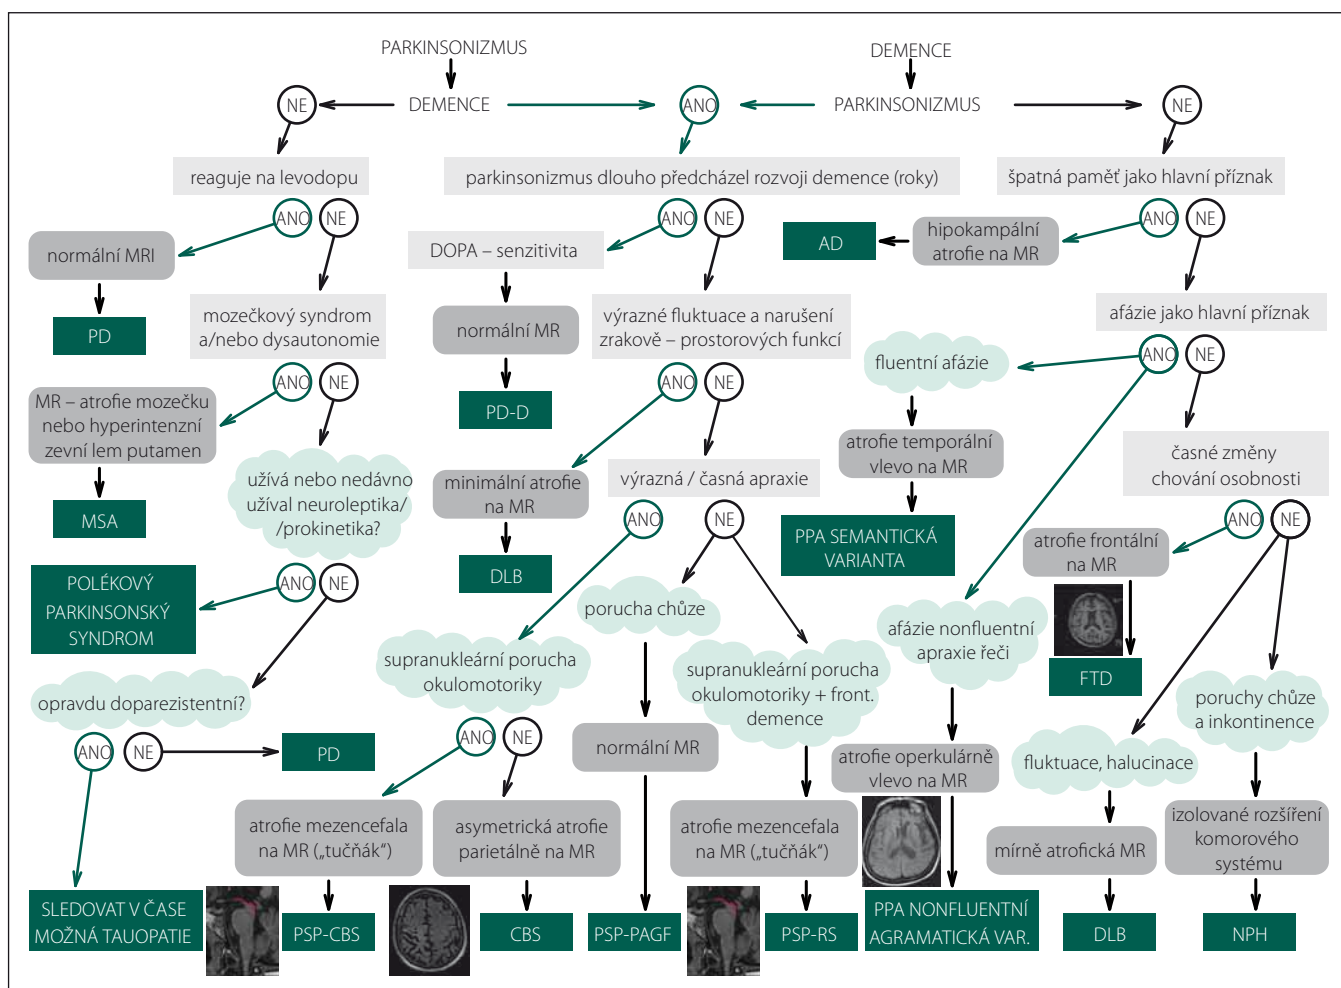 PARKINSONIZMUS
DEMENCE
NE
DEMENCE
ANO
PARKINSONIZMUS
NE
reaguje na levodopu
parkinsonizmus dlouho předcházel rozvoji demence (roky)
špatná paměť jako hlavní příznak
ANO
NE
ANO
NE
ANO
NE
normální MRI
DOPA – senzitivita
AD
hipokampální
atrofie na MR
PD
mozečkový syndrom
a/nebo dysautonomie
normální MR
výrazné fluktuace a narušení
zrakově – prostorových funkcí
afázie jako hlavní příznak
fluentní afázie
ANO
NE
ANO
NE
ANO
NE
MR – atrofie mozečku
nebo hyperintenzní
zevní lem putamen
PD-D
atrofie temporální
vlevo na MR
časné změny
chování osobnosti
MSA
užívá nebo nedávno
užíval neuroleptika/
/prokinetika?
minimální atrofie
na MR
výrazná / časná apraxie
PPA SEMANTICKÁ
VARIANTA
ANO
NE
ANO
NE
atrofie frontální
na MR
DLB
POLÉKOVÝ
PARKINSONSKÝ
SYNDROM
ANO
NE
porucha chůze
afázie nonfluentní
apraxie řeči
supranukleární porucha
okulomotoriky
supranukleární porucha
okulomotoriky + front.
demence
FTD
opravdu doparezistentní?
poruchy chůze
a inkontinence
ANO
NE
PD
ANO
NE
normální MR
atrofie operkulárně
vlevo na MR
fluktuace, halucinace
atrofie mezencefala
na MR („tučňák“)
asymetrická atrofie
parietálně na MR
atrofie mezencefala
na MR („tučňák“)
mírně atrofická MR
izolované rozšíření
komorového
systému
SLEDOVAT V ČASE
MOŽNÁ TAUOPATIE
PSP-CBS
CBS
PSP-PAGF
PSP-RS
PPA NONFLUENTNÍ
AGRAMATICKÁ VAR.
DLB
NPH